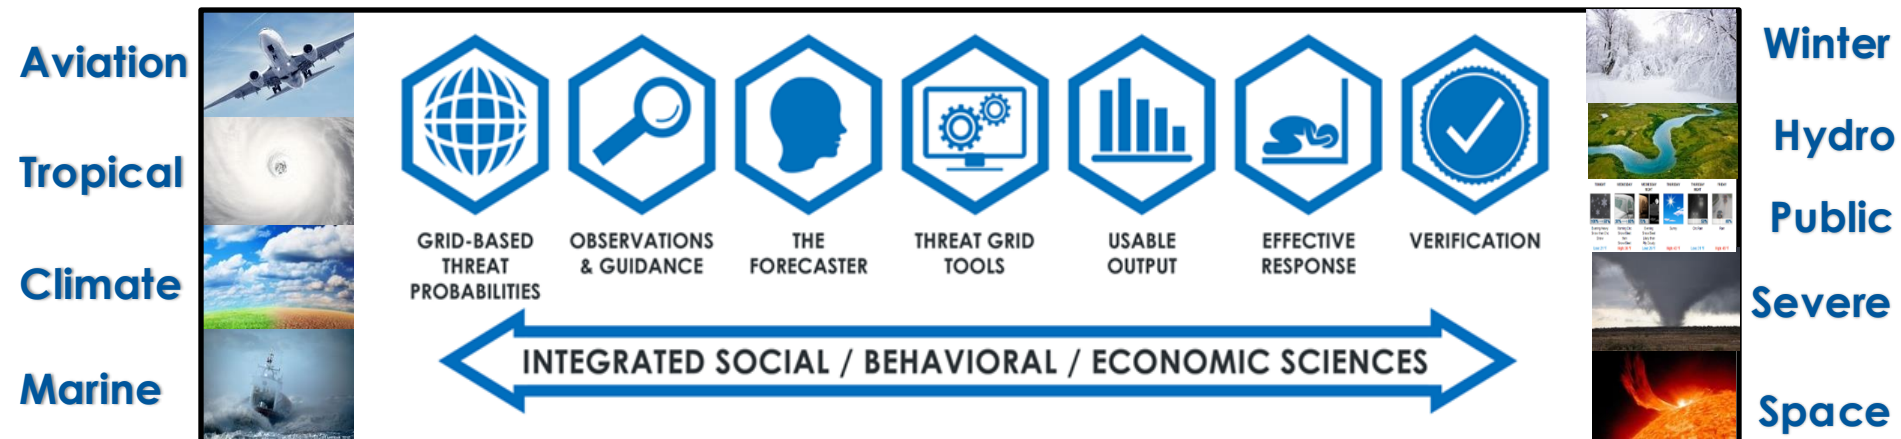 Aviation
Tropical
Climate
Marine
GRID-BASED
THREAT
PROBABILITIES
OBSERVATIONS
& GUIDANCE
THE
FORECASTER
THREAT GRID
TOOLS
USABLE
OUTPUT
EFFECTIVE
RESPONSE
VERIFICATION
INTEGRATED SOCIAL / BEHAVIORAL / ECONOMIC SCIENCES
Winter
Hydro
Public
Severe
Space